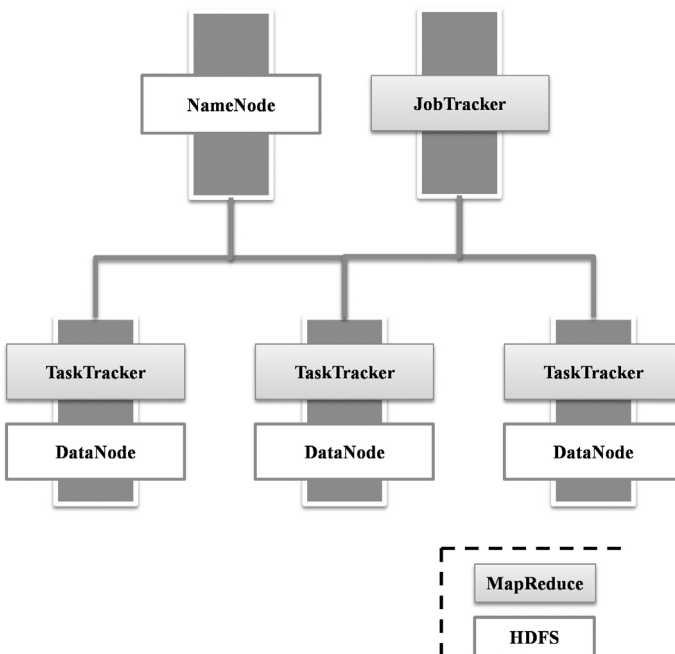 NameNode
JobTracker
TaskTracker
TaskTracker
TaskTracker
DataNode
DataNode
DataNode
MapReduce
HDFS